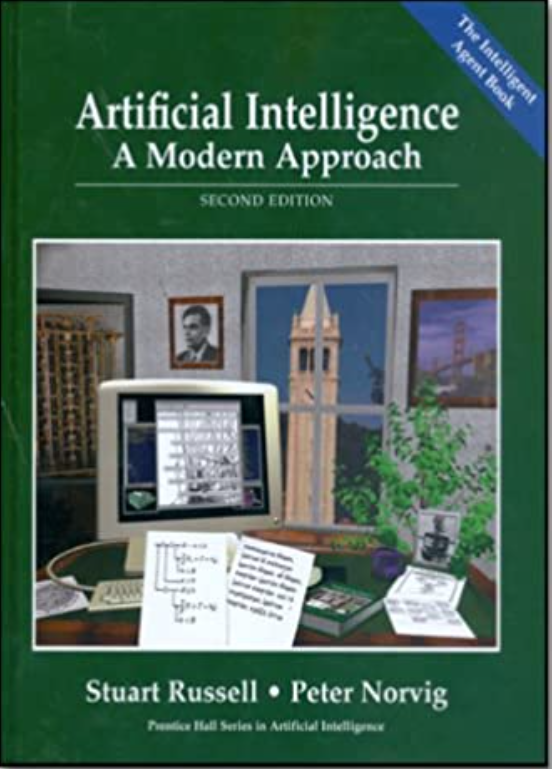 The Intelligent
Agent Book
Artificial Intelligence
A Modern Approach
SECOND EDITION
Stuart Russell • Peter Norvig
Prentice Hall Series in Artificial Intelligence